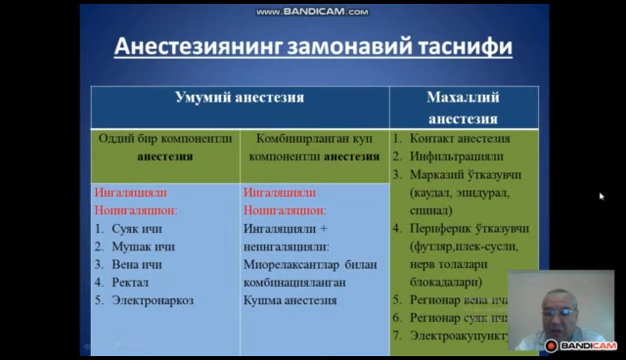 www.BANDICAM.com
Анестезиянинг замонавий таснифи
Умумий анестезия
Махаллий
анестезия
Оддий бир компонентли
анестезия
Комбинирланган куп
компонентли анестезия
Ингаляцияли
Ноингаляцион:
1. Суяк ичи
2. Мушак ичи
3. Вена ичи
4. Ректал
5. Электронаркоз
Ингаляцияли
Ноингаляцион:
Ингаляцияли +
неингаляцияли:
Миорелаксантлар билан
комбинацияланган
Кушма анестезия
1. Контакт анестезия
2. Инфильтрацияли
3. Марказий ўтказувчи
(каудал, эпидурал,
спинал)
4. Периферик ўтказувчи
(футляр,плек-сусли,
нерв толалари
блокадалари)
5. Регионар вена ичи
6. Регионар суяк ичи
7. Электроакупункту
BANDICAM